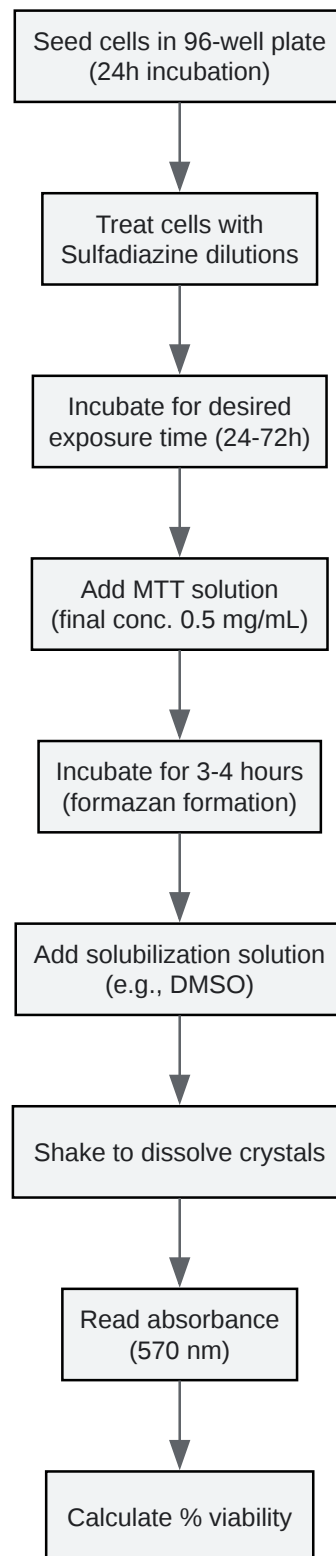 Seed cells in 96-well plate
(24h incubation)
Treat cells with
Sulfadiazine dilutions
Incubate for desired
exposure time (24-72h)
Add MTT solution
(final conc. 0.5 mg/mL)
Incubate for 3-4 hours
(formazan formation)
Add solubilization solution
(e.g., DMSO)
Shake to dissolve crystals
Read absorbance
(570 nm)
Calculate % viability